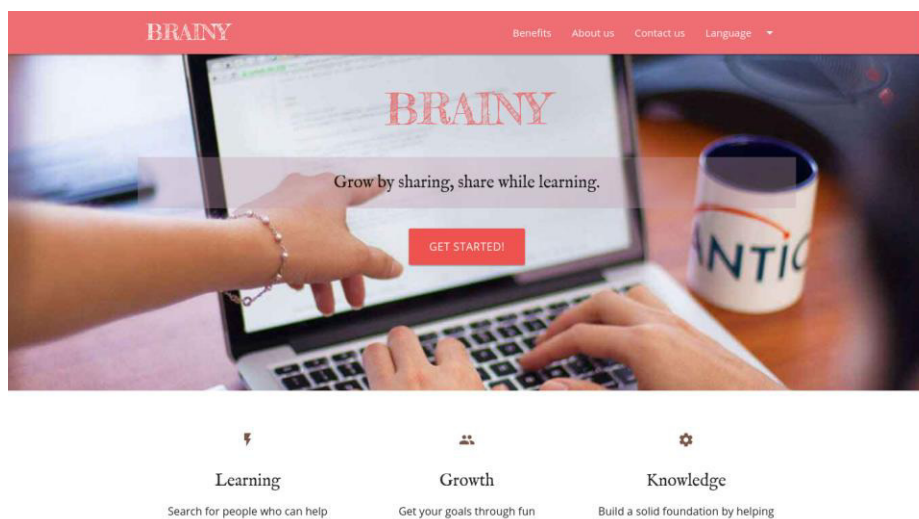 BRAINY
Benefits About us Contact us Language
BRAINY
Grow by sharing, share while learning.
GET STARTED!
NTIC
Learning Growth Knowledge
Search for people who can help Get your goals through fun Build a solid foundation by helping